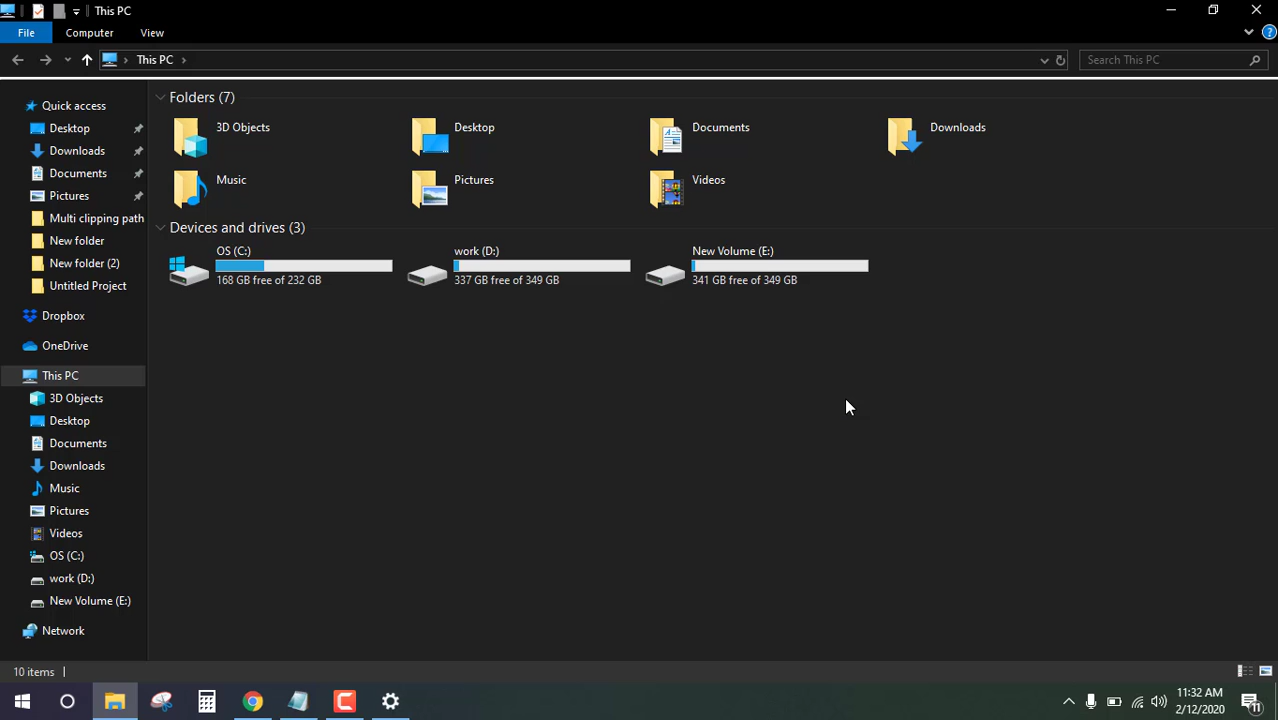 This PC
File Computer View
This PC
Search This PC
Quick access
Desktop
Downloads
Documents
Pictures
Multi clipping path
New folder
New folder (2)
Untitled Project
Dropbox
OneDrive
This PC
3D Objects
Desktop
Documents
Downloads
Music
Pictures
Videos
OS (C:)
work (D:)
New Volume (E:)
Network
Folders (7)
3D Objects
Desktop
Documents
Downloads
Music
Pictures
Videos
Devices and drives (3)
OS (C:)
168 GB free of 232 GB
work (D:)
337 GB free of 349 GB
New Volume (E:)
341 GB free of 349 GB
10 items
11:32 AM
2/12/2020
11